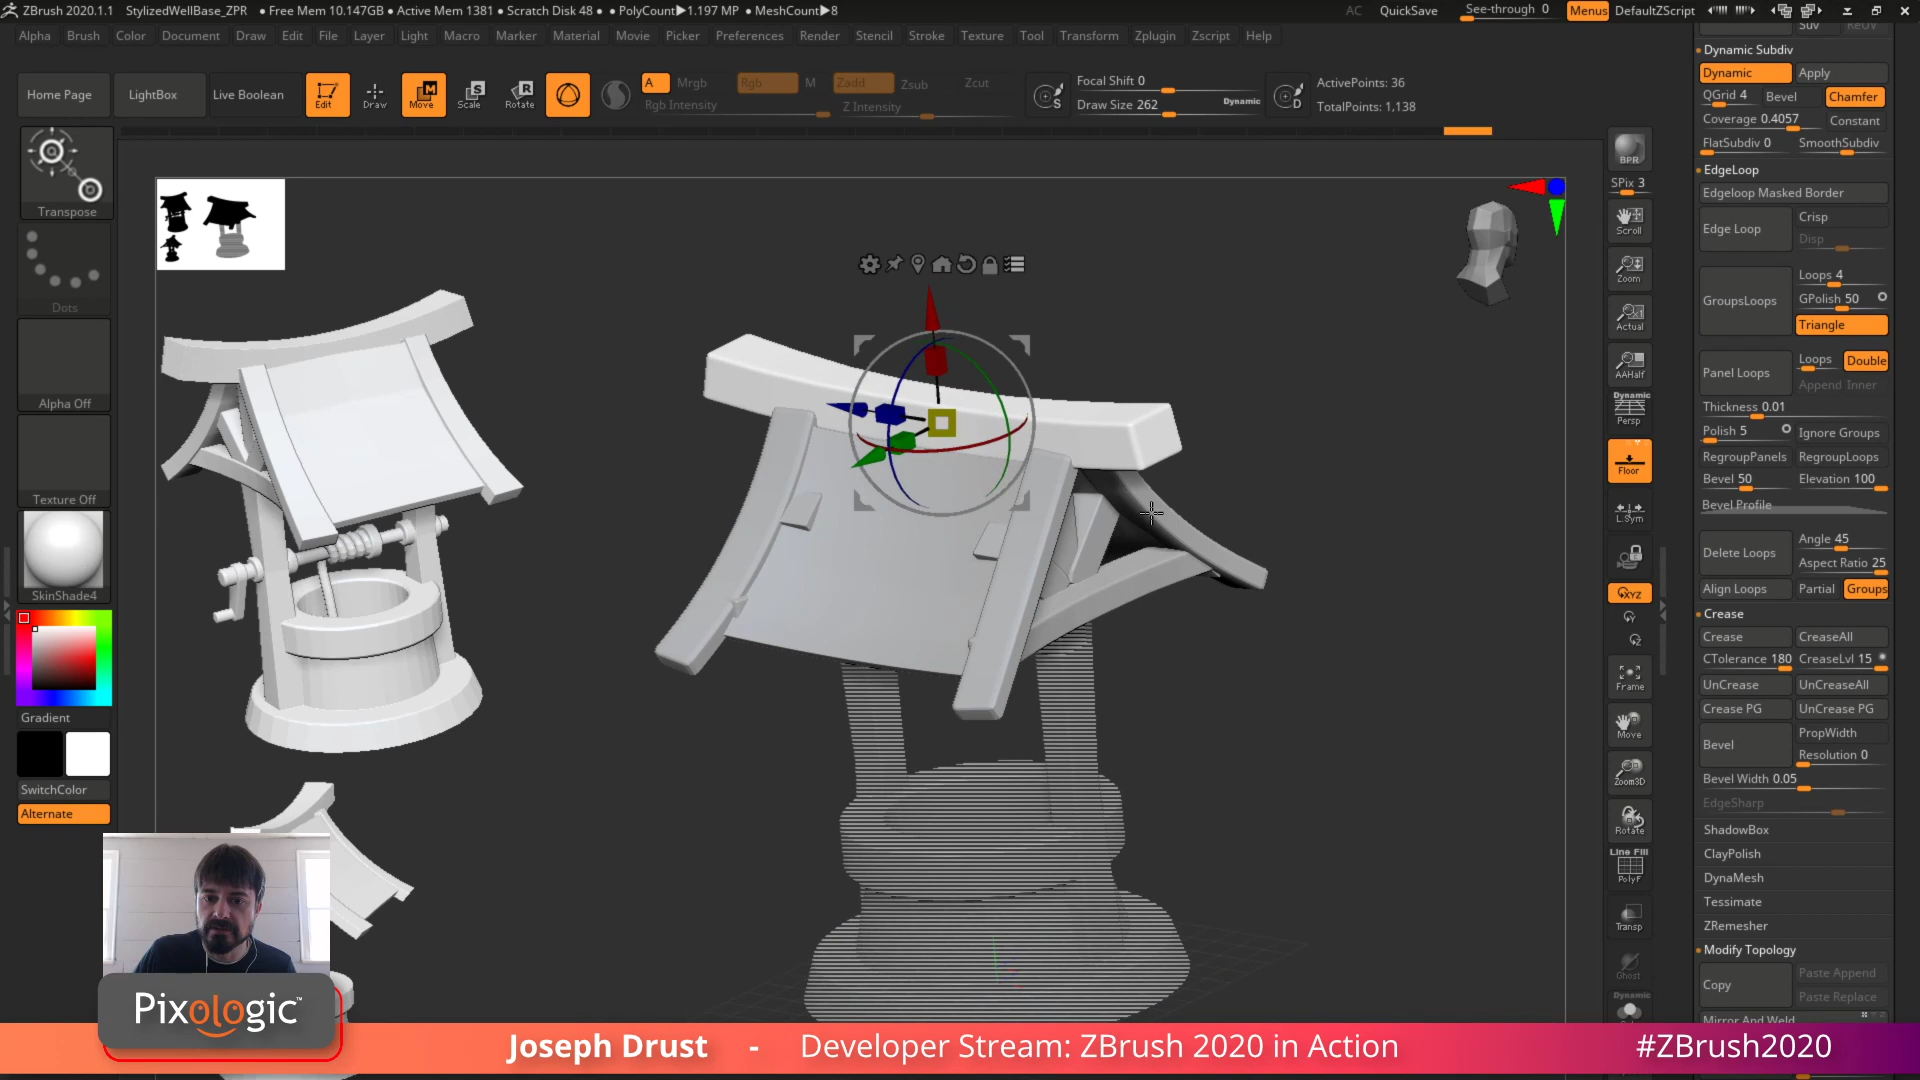 ZBrush 2020.1.1 StylizedWellBase_ZPR • Free Mem 10.147GB • Active Mem 1381 • Scratch Disk 48 • • PolyCount▶1.197 MP • MeshCount▶8 AC QuickSave See-through 0 Menus DefaultZScript
Alpha Brush Color Document Draw Edit File Layer Light Macro Marker Material Movie Picker Preferences Render Stencil Stroke Texture Tool Transform Zplugin Zscript Help
Home Page LightBox Live Boolean Edit Draw Move Scale Rotate
A Mrgb Rgb M Zadd Zsub Zcut
Rgb Intensity Z Intensity
Focal Shift 0
Draw Size 262 Dynamic
ActivePoints: 36
TotalPoints: 1,138
Transpose
Dots
Alpha Off
Texture Off
SkinShade4
Gradient
SwitchColor
Alternate
BPR
SPix 3
Scroll
Zoom
Actual
AAHalf
Dynamic
Persp
Floor
L.Sym
XYZ
Frame
Move
Zoom3D
Rotate
Line Fill
PolyF
Transp
Ghost
Dynamic
Suv ReUV
Dynamic Subdiv
Dynamic Apply
QGrid 4 Bevel Chamfer
Coverage 0.4057 Constant
FlatSubdiv 0 SmoothSubdiv
EdgeLoop
Edgeloop Masked Border
Edge Loop Crisp
Disp
GroupsLoops Loops 4
GPolish 50
Triangle
Panel Loops Loops Double
Append Inner
Thickness 0.01
Polish 5 Ignore Groups
RegroupPanels RegroupLoops
Bevel 50 Elevation 100
Bevel Profile
Delete Loops Angle 45
Aspect Ratio 25
Align Loops Partial Groups
Crease
Crease CreaseAll
CTolerance 180 CreaseLvl 15
UnCrease UnCreaseAll
Crease PG UnCrease PG
Bevel PropWidth
Resolution 0
Bevel Width 0.05
EdgeSharp
ShadowBox
ClayPolish
DynaMesh
Tessimate
ZRemesher
Modify Topology
Copy Paste Append
Paste Replace
Mirror And Weld
Pixologic™
Joseph Drust - Developer Stream: ZBrush 2020 in Action #ZBrush2020